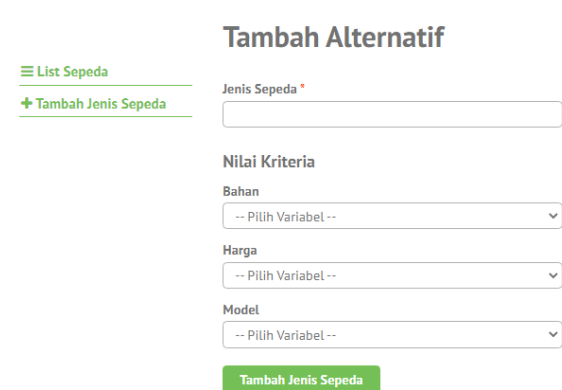 Tambah Alternatif
List Sepeda
Tambah Jenis Sepeda
Jenis Sepeda *
Nilai Kriteria
Bahan
-- Pilih Variabel --
Harga
-- Pilih Variabel --
Model
-- Pilih Variabel --
Tambah Jenis Sepeda